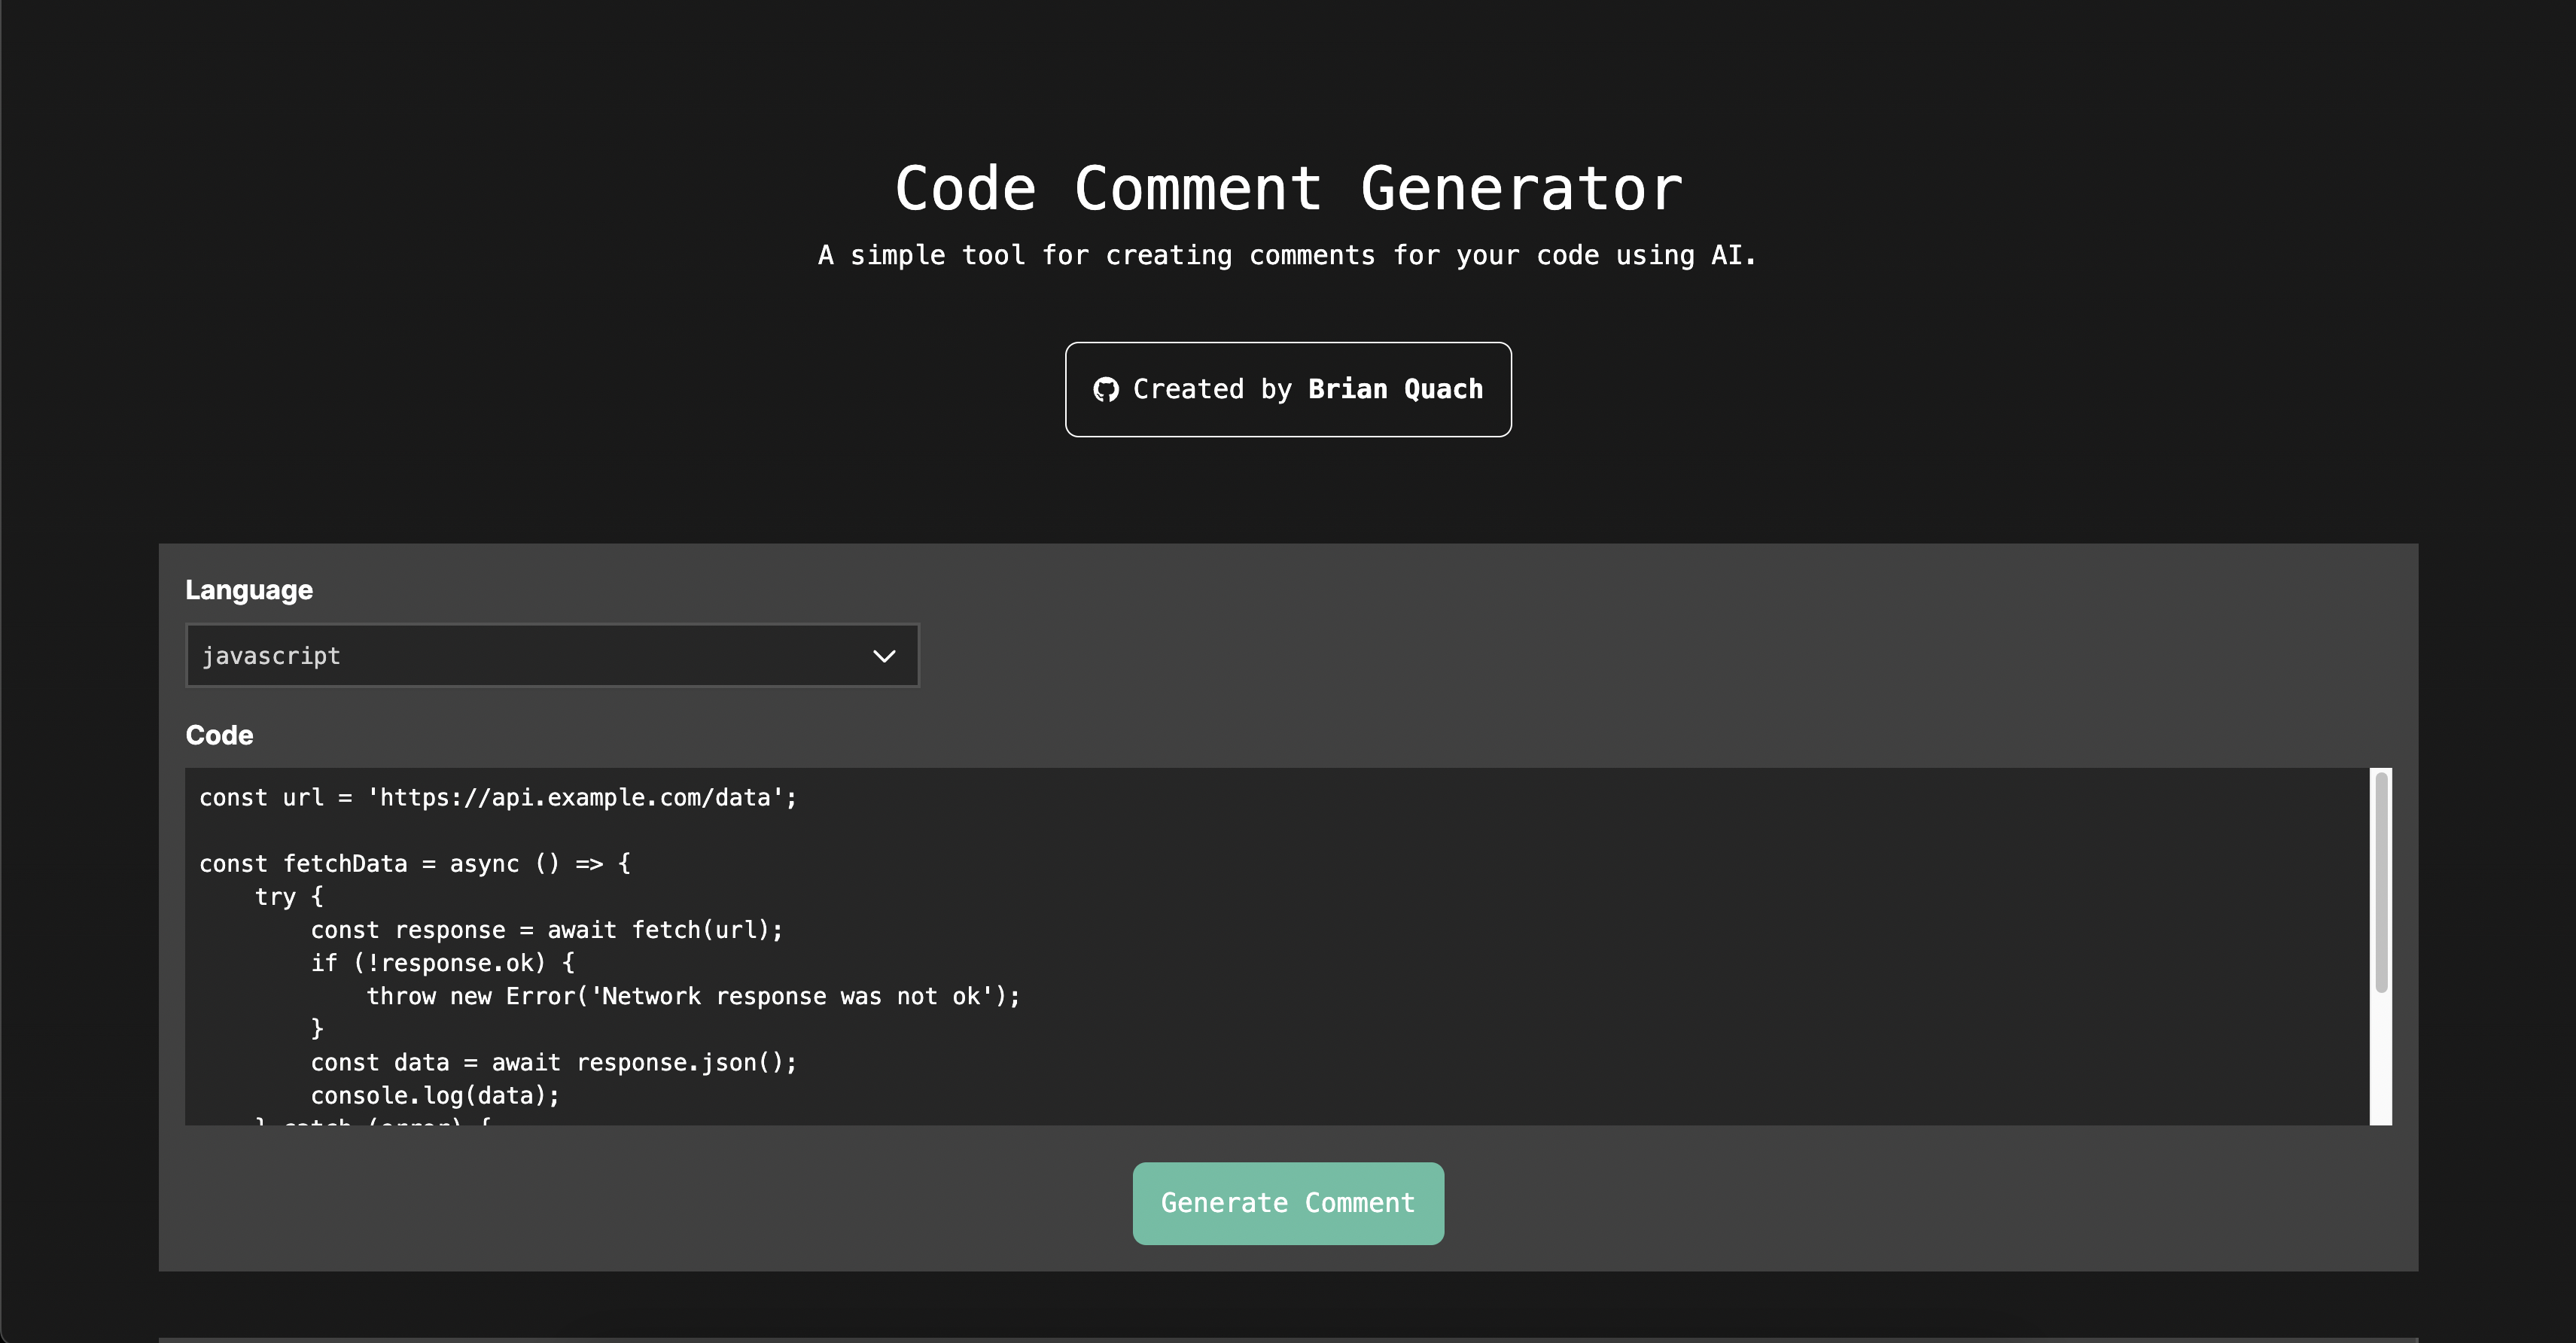 Code Comment Generator
A simple tool for creating comments for your code using AI.
Created by Brian Quach
Language
javascript
Code
const url = 'https://api.example.com/data';
const fetchData = async () => {
    try {
        const response = await fetch(url);
        if (!response.ok) {
            throw new Error('Network response was not ok');
        }
        const data = await response.json();
        console.log(data);
    } catch (error) {
Generate Comment